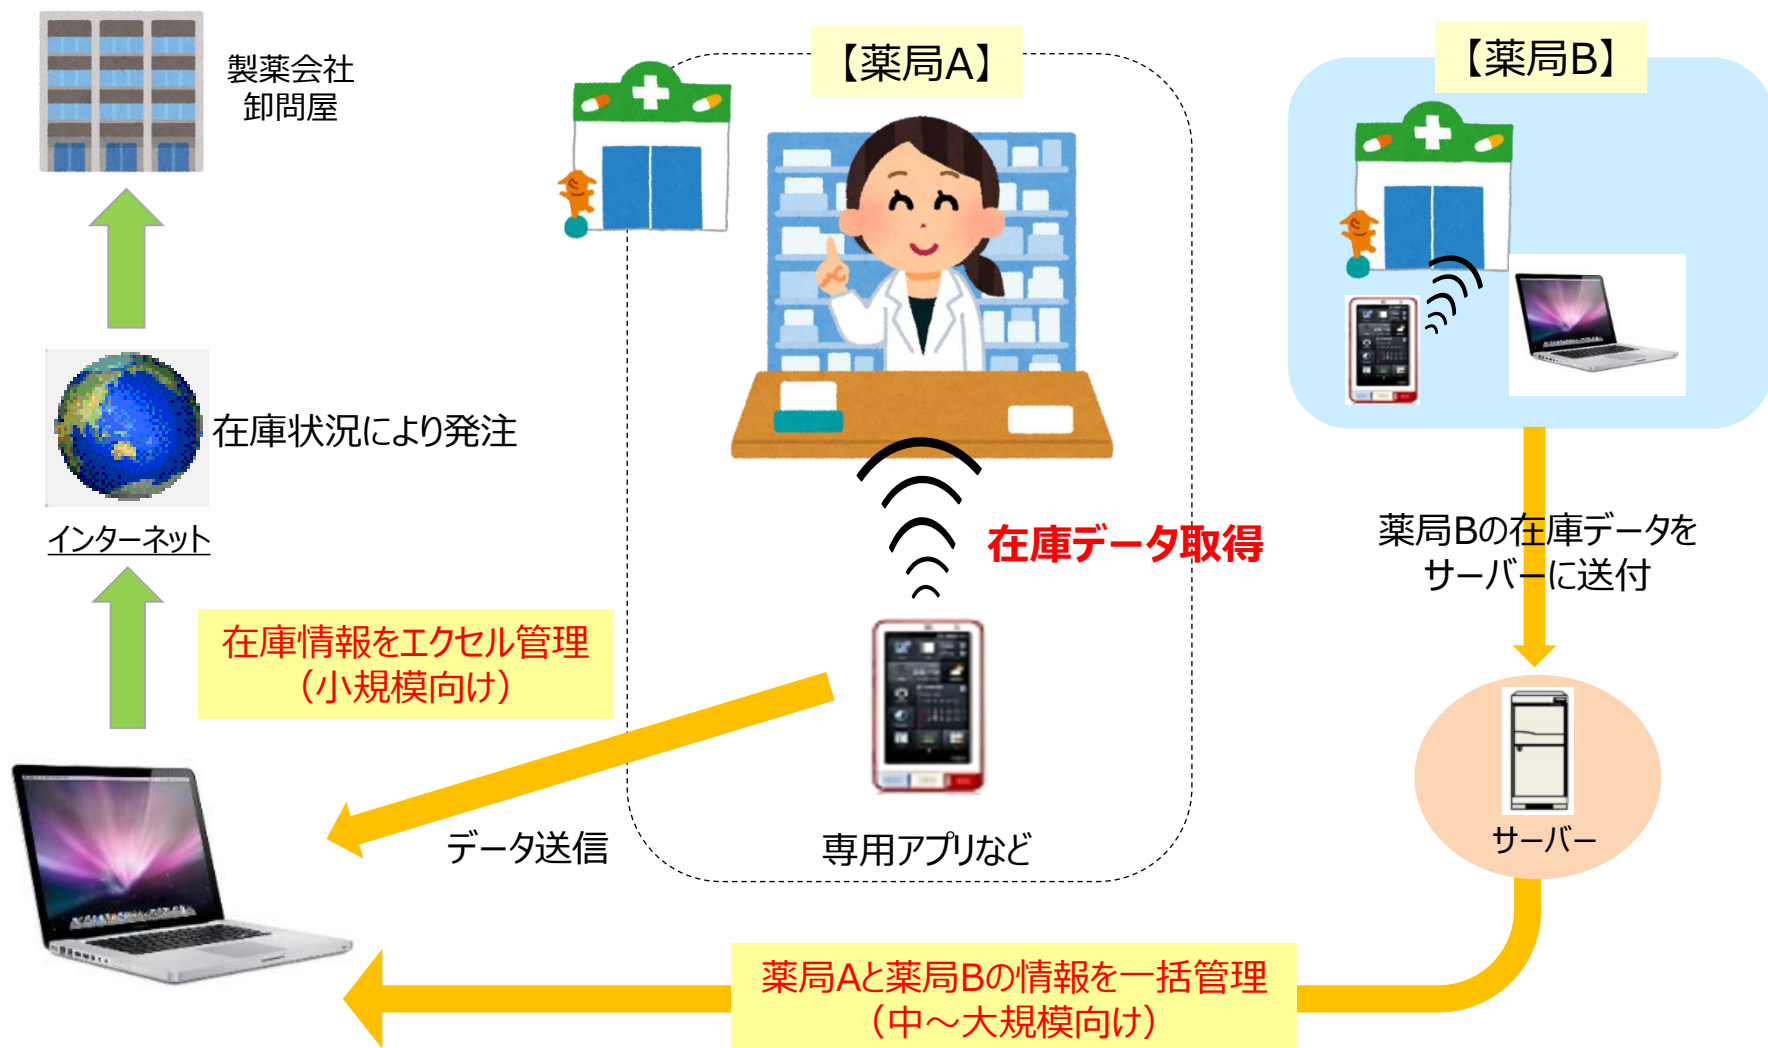 製薬会社
卸問屋
【薬局A】
【薬局B】
在庫状況により発注
インターネット
在庫データ取得
薬局Bの在庫データを
サーバーに送付
在庫情報をエクセル管理
（小規模向け）
データ送信
専用アプリなど
サーバー
薬局Aと薬局Bの情報を一括管理
（中～大規模向け）